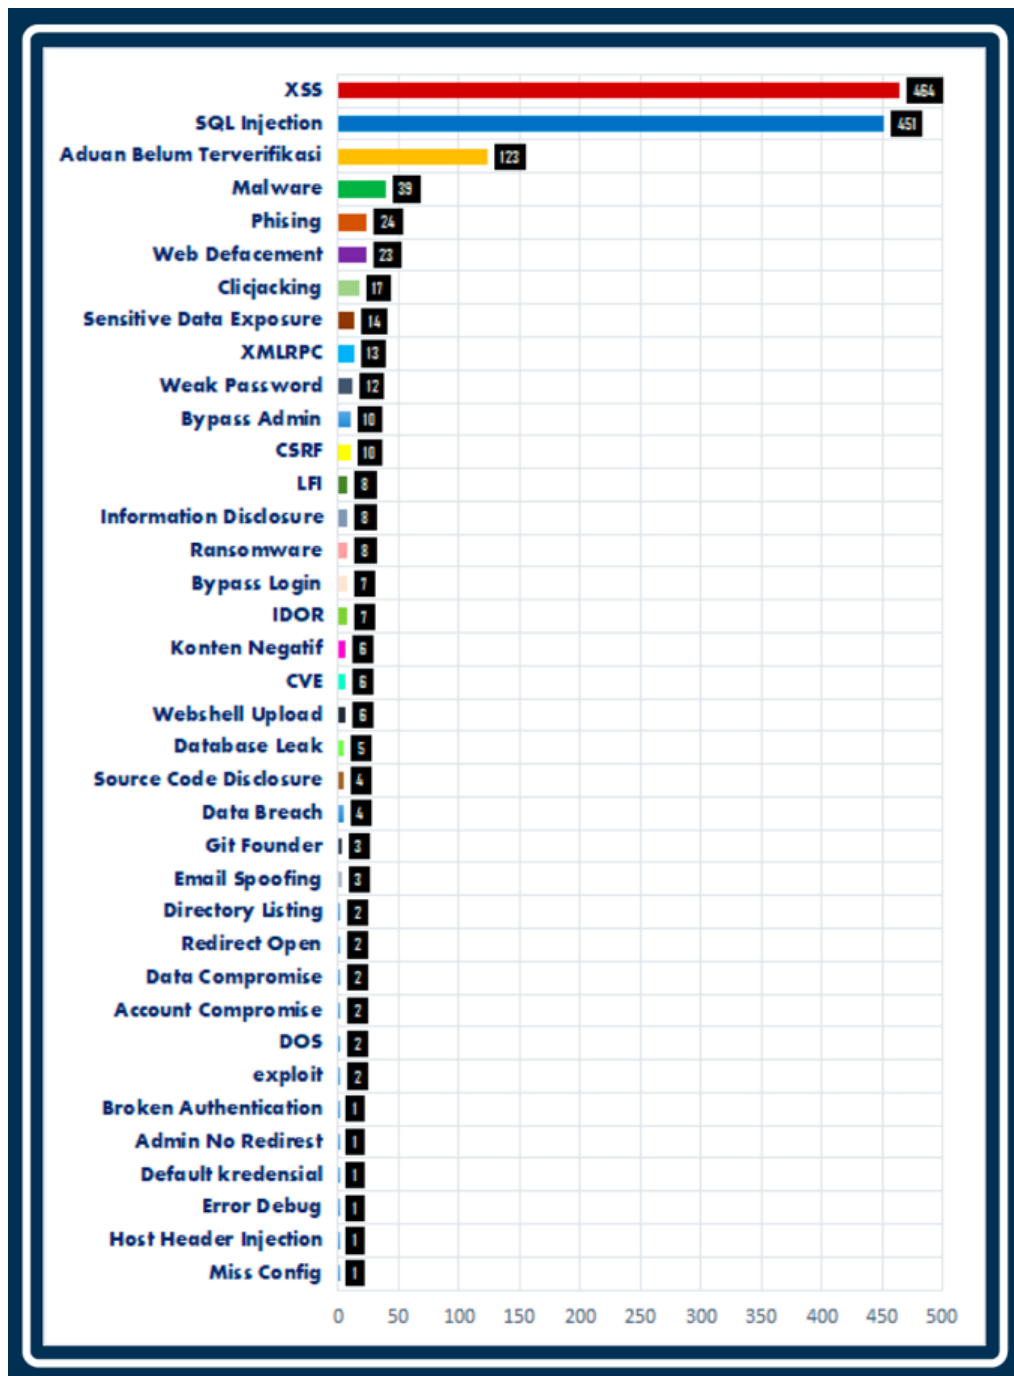 XSS 464
SQL Injection 451
Aduan Belum Terverifikasi 123
Malware 39
Phising 24
Web Defacement 23
Clicjacking 17
Sensitive Data Exposure 14
XMLRPC 13
Weak Password 12
Bypass Admin 10
CSRF 10
LFI 8
Information Disclosure 8
Ransomware 8
Bypass Login 7
IDOR 7
Konten Negatif 6
CVE 6
Webshell Upload 6
Database Leak 5
Source Code Disclosure 4
Data Breach 4
Git Founder 3
Email Spoofing 3
Directory Listing 2
Redirect Open 2
Data Compromise 2
Account Compromise 2
DOS 2
exploit 2
Broken Authentication 1
Admin No Redirest 1
Default kredensial 1
Error Debug 1
Host Header Injection 1
Miss Config 1
0 50 100 150 200 250 300 350 400 450 500